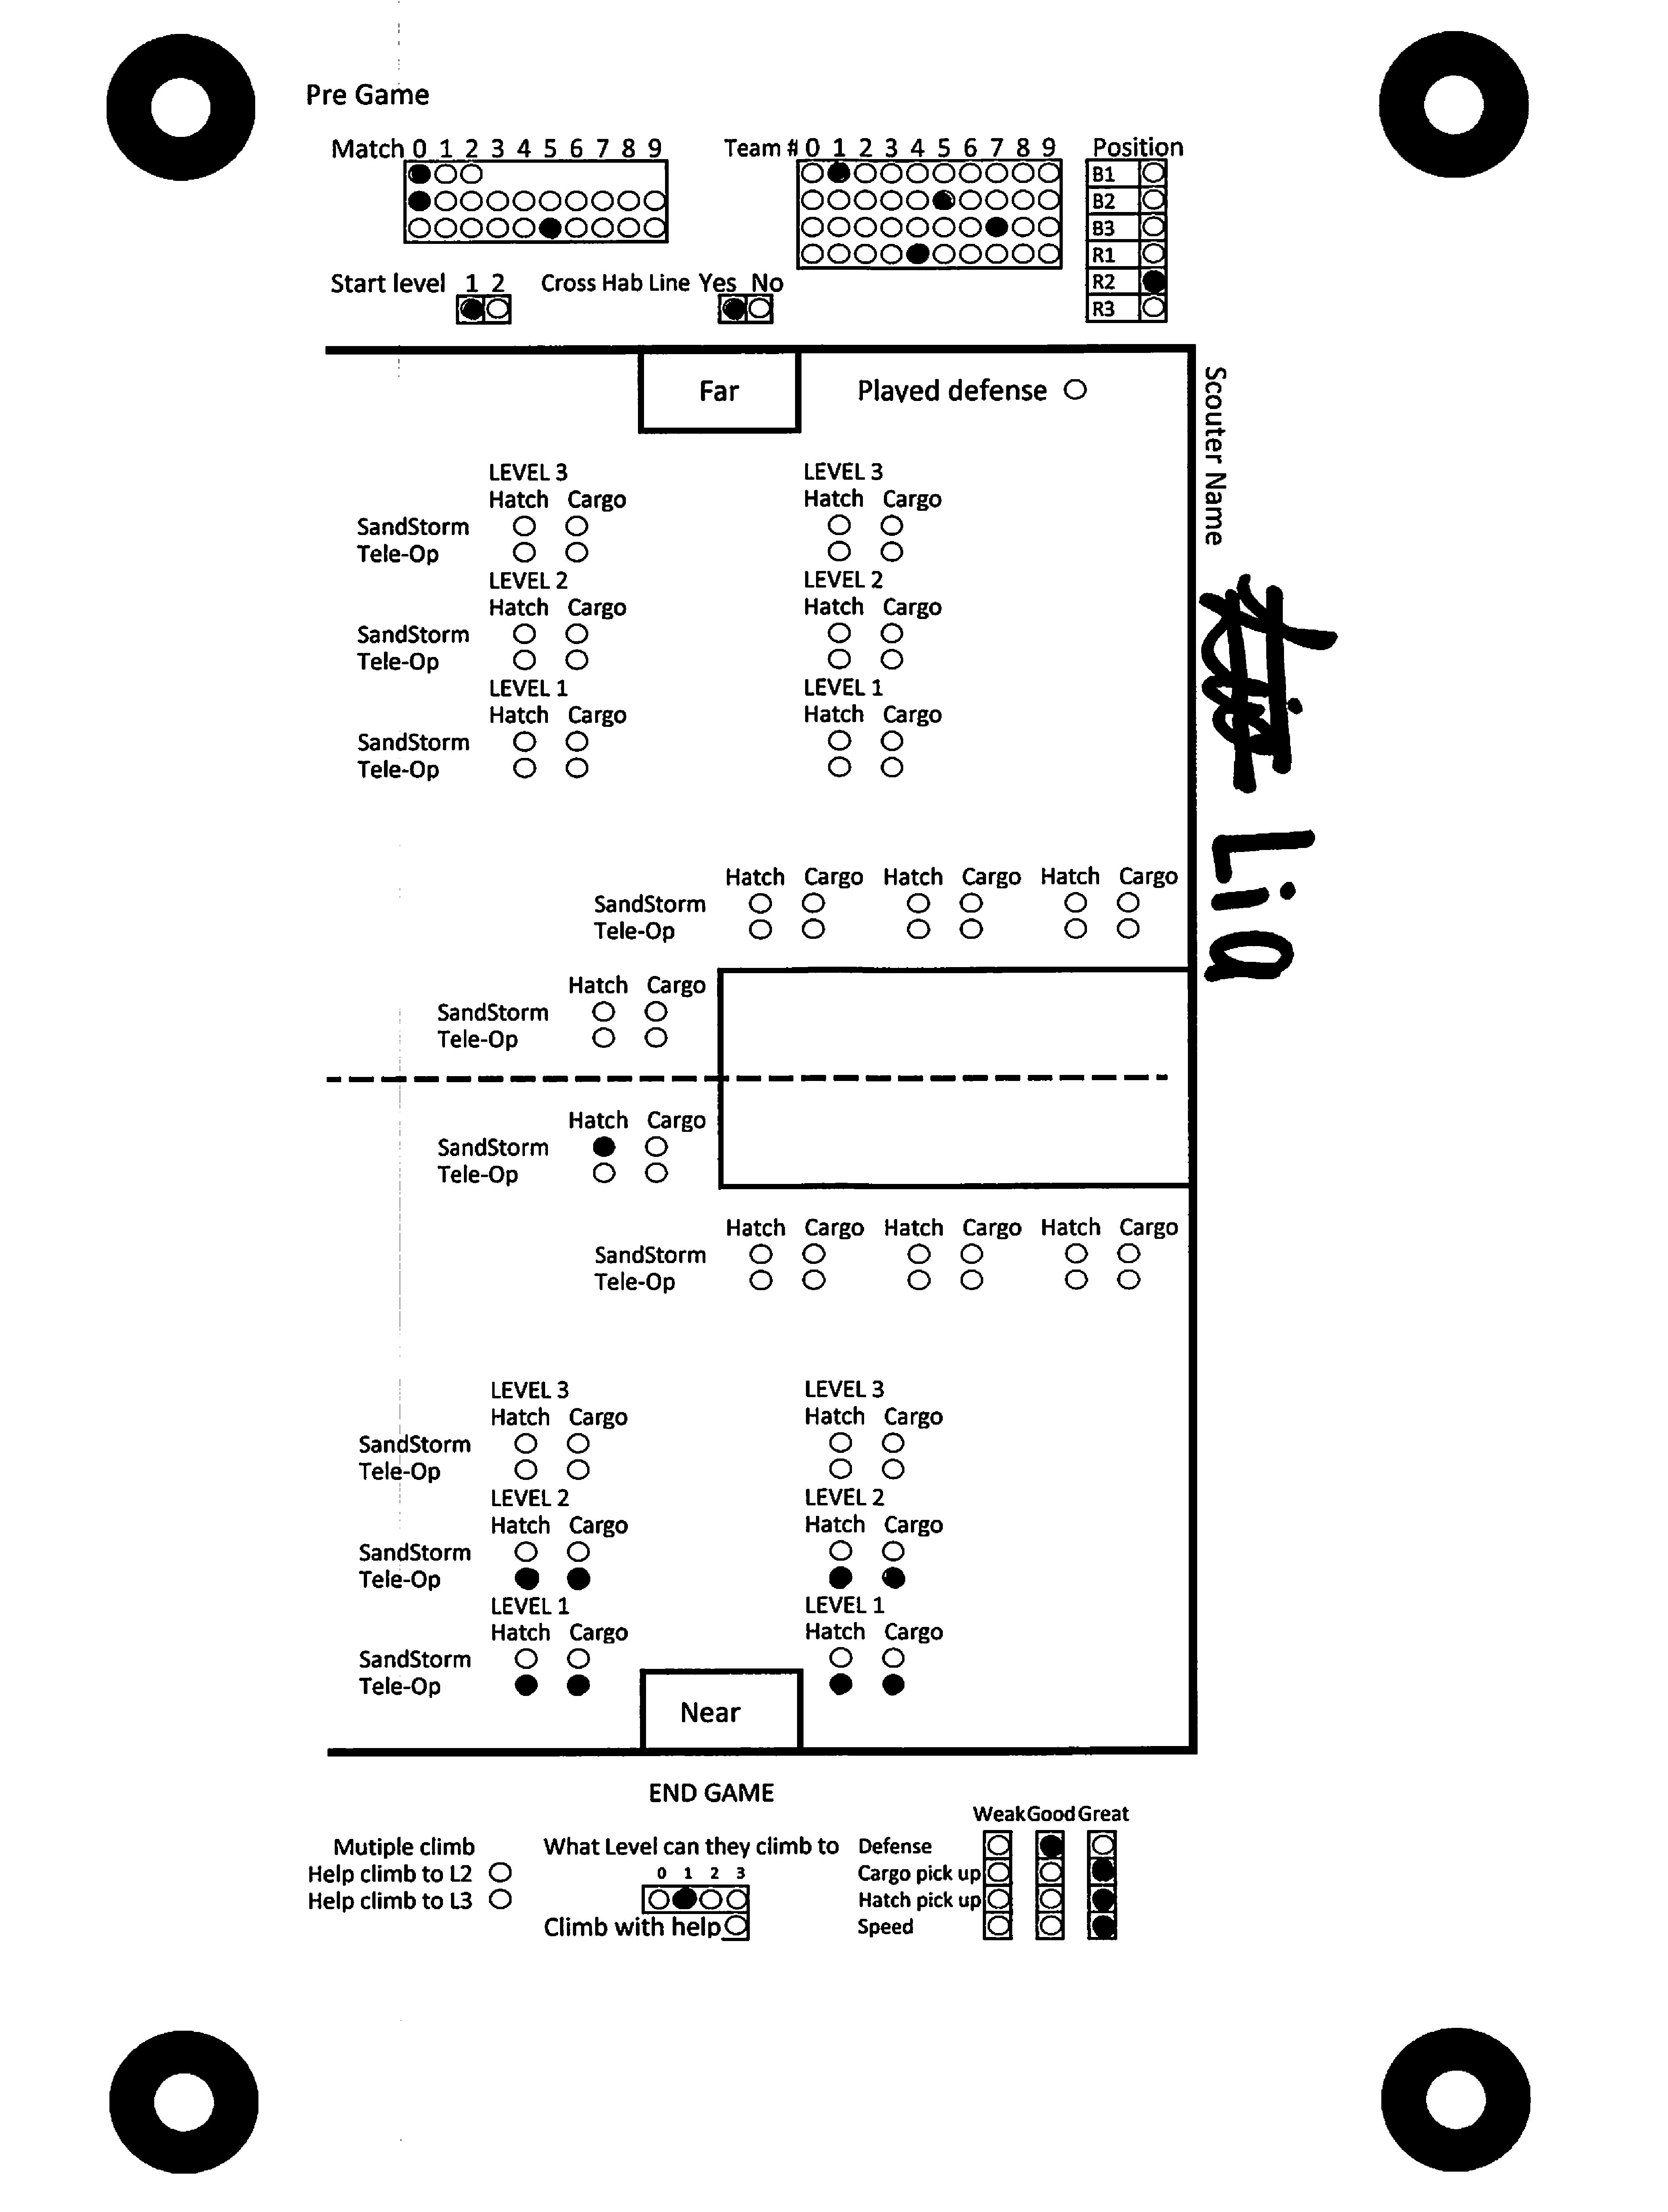 Pre Game
Match 0 1 2 3 4 5 6 7 8 9
Team # 0 1 2 3 4 5 6 7 8 9
Position
B1
B2
B3
R1
R2
R3
Start level 1 2
Cross Hab Line Yes No
Far
Played defense
Scouter Name
Lia
LEVEL 3 LEVEL 3
Hatch Cargo Hatch Cargo
SandStorm
Tele-Op
LEVEL 2 LEVEL 2
Hatch Cargo Hatch Cargo
SandStorm
Tele-Op
LEVEL 1 LEVEL 1
Hatch Cargo Hatch Cargo
SandStorm
Tele-Op
Hatch Cargo Hatch Cargo Hatch Cargo
SandStorm
Tele-Op
Hatch Cargo
SandStorm
Tele-Op
Hatch Cargo
SandStorm
Tele-Op
Hatch Cargo Hatch Cargo Hatch Cargo
SandStorm
Tele-Op
LEVEL 3 LEVEL 3
Hatch Cargo Hatch Cargo
SandStorm
Tele-Op
LEVEL 2 LEVEL 2
Hatch Cargo Hatch Cargo
SandStorm
Tele-Op
LEVEL 1 LEVEL 1
Hatch Cargo Hatch Cargo
SandStorm
Tele-Op
Near
END GAME
Mutiple climb
Help climb to L2
Help climb to L3
What Level can they climb to
0 1 2 3
Climb with help
Weak Good Great
Defense
Cargo pick up
Hatch pick up
Speed